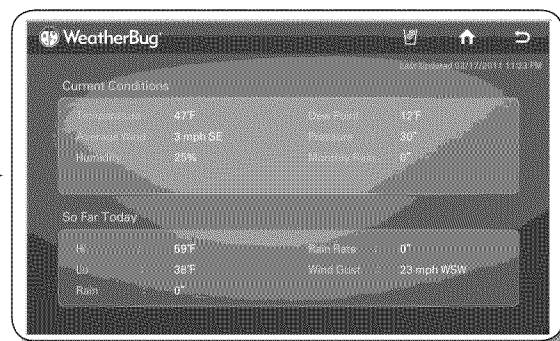 WeatherBug
Last Updated 02/17/2011 11:23 PM
Current Conditions
Temperature : 47°F Dew Point : 12°F
Average Wind : 3 mph SE Pressure : 30"
Humidity : 25% Monthly Rain : 0"
So Far Today
Hi : 69°F Rain Rate : 0"
Lo : 38°F Wind Gust : 23 mph WSW
Rain : 0"